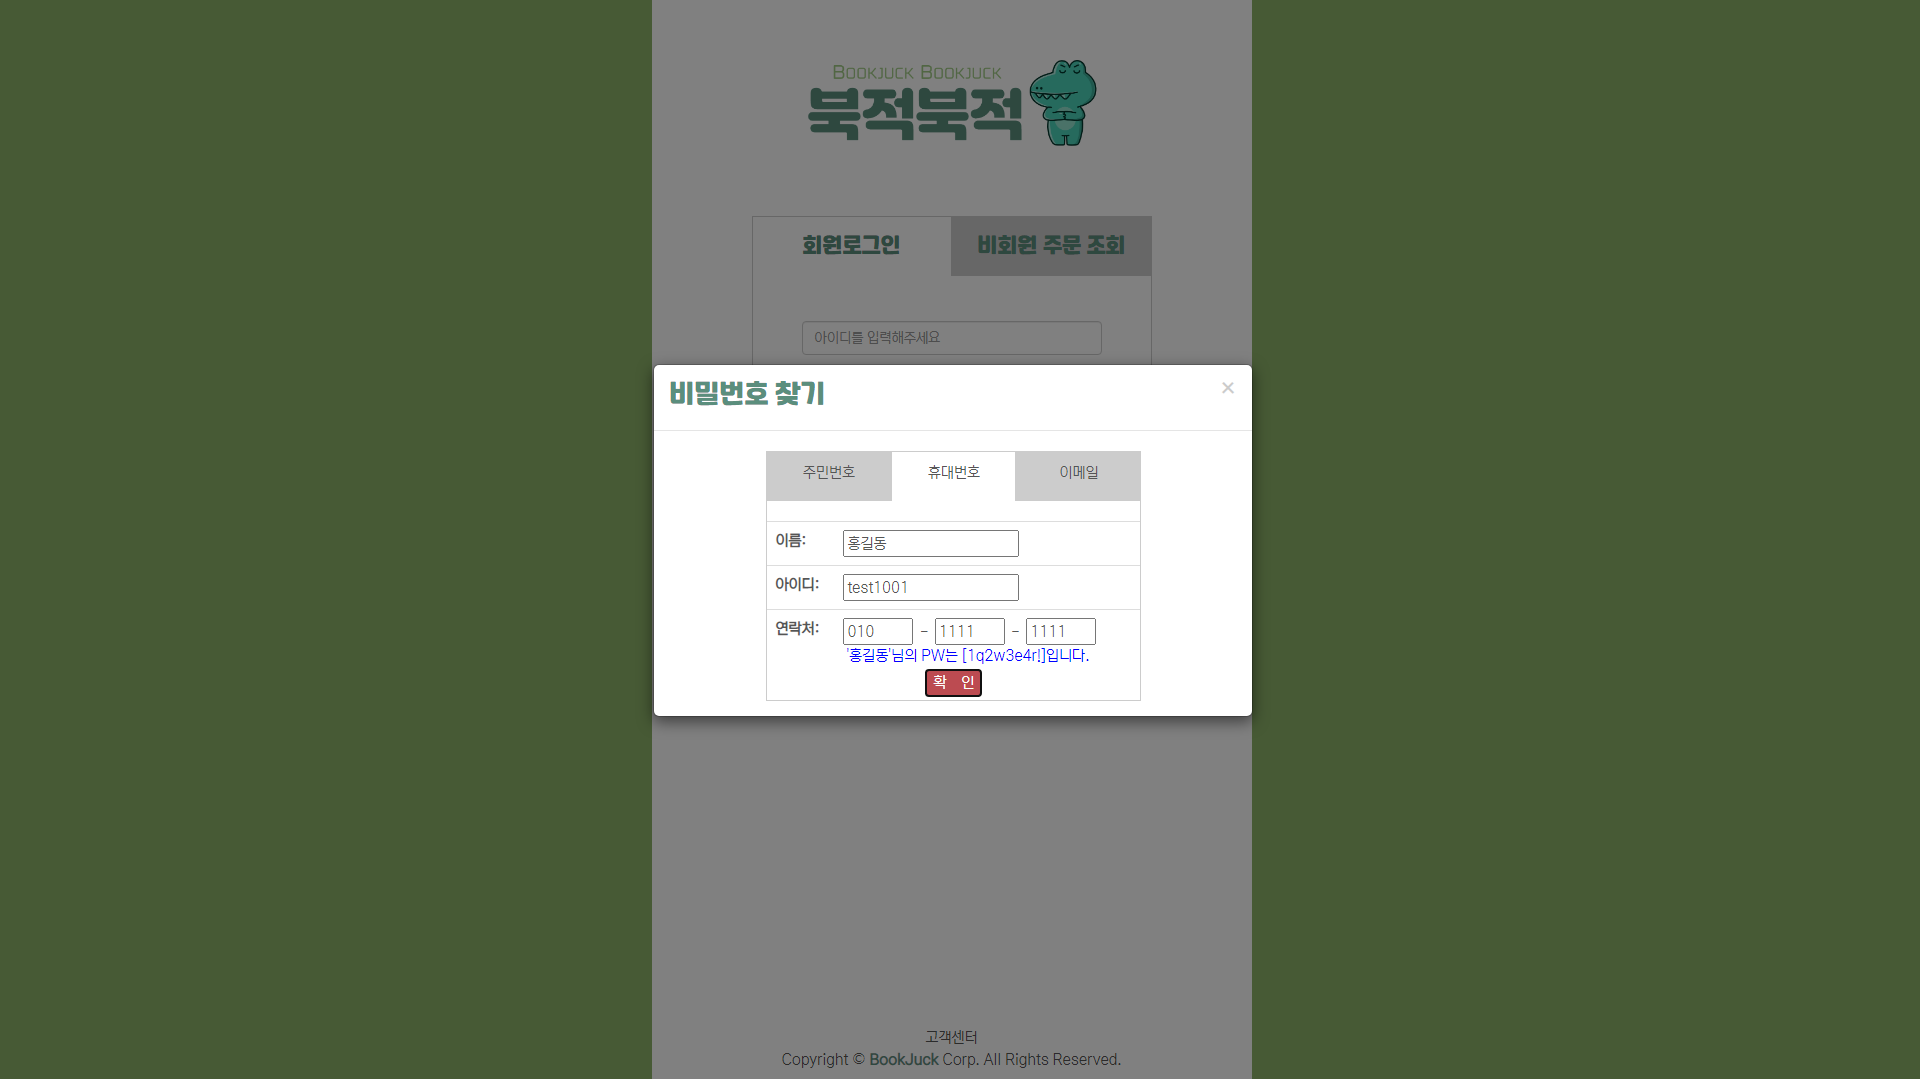 Bookjuck Bookjuck
북적북적
회원로그인 비회원 주문 조회
아이디를 입력해주세요
비밀번호 찾기 ×
주민번호 휴대번호 이메일
이름: 홍길동
아이디: test1001
연락처: 010 - 1111 - 1111
'홍길동'님의 PW는 [1q2w3e4r!]입니다.
확 인
고객센터
Copyright © BookJuck Corp. All Rights Reserved.